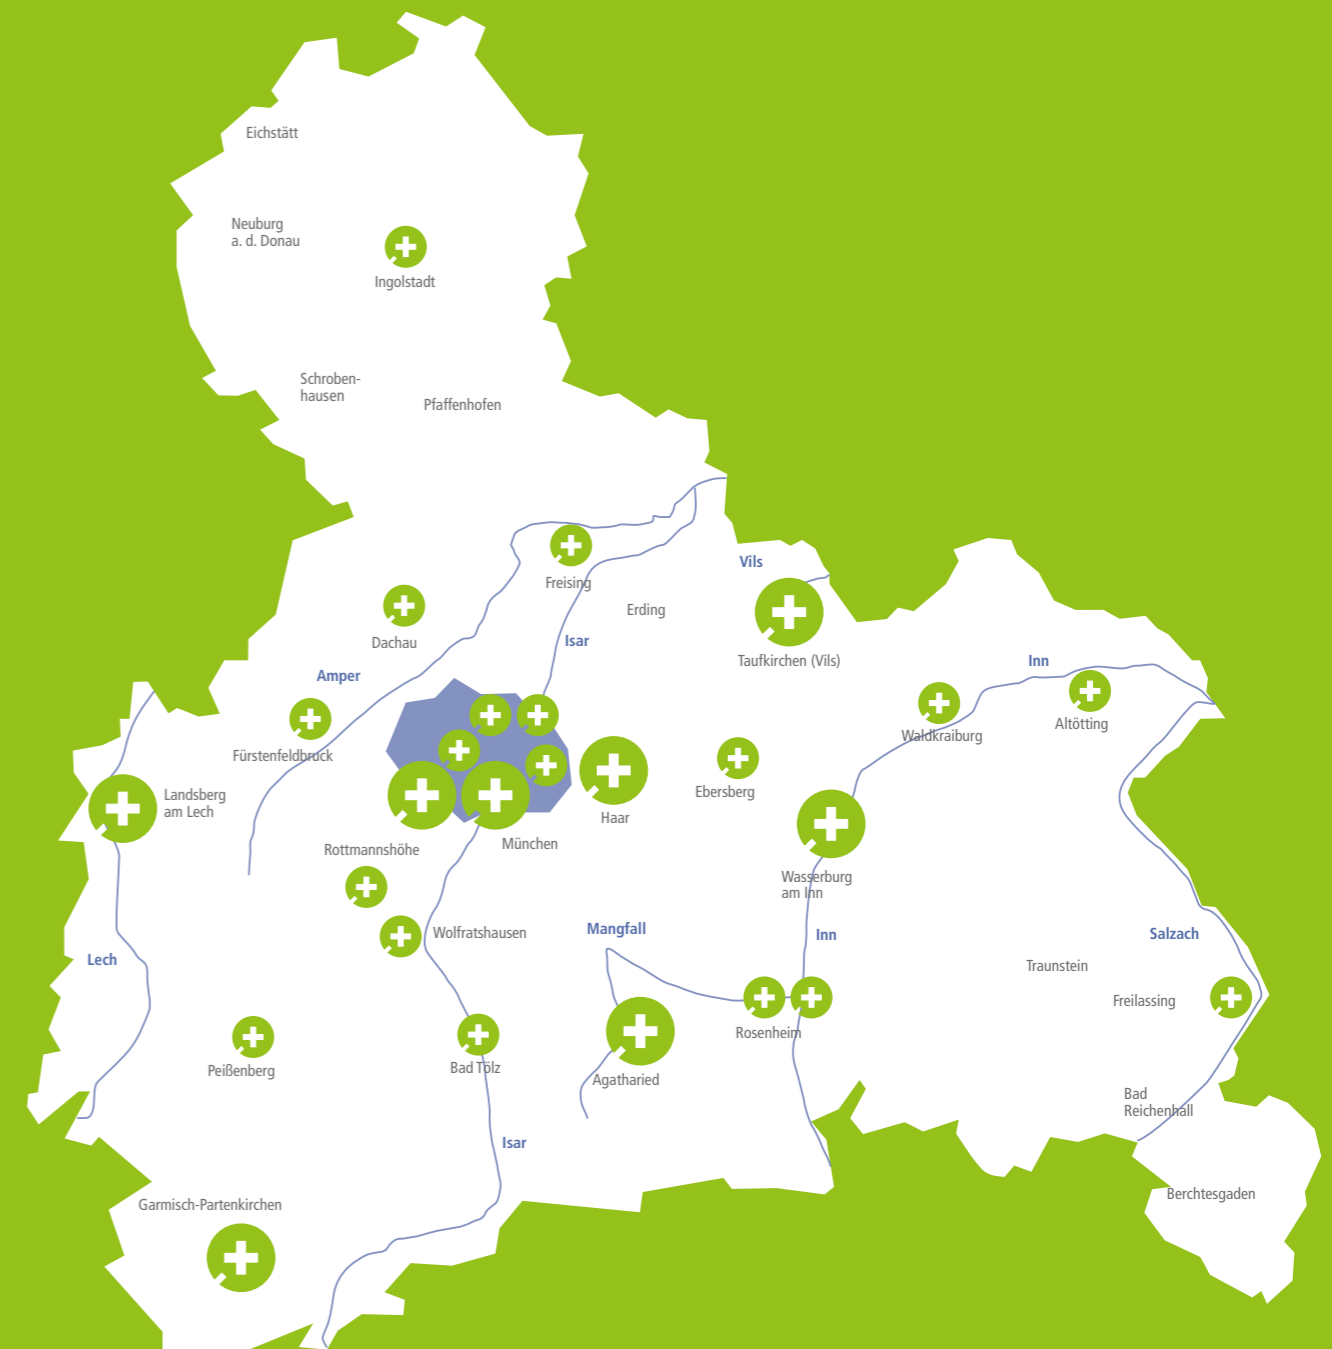 Eichstätt
Neuburg
a. d. Donau
Ingolstadt
Schroben-
hausen
Pfaffenhofen
Vils
Freising
Erding
Dachau
Isar
Taufkirchen (Vils)
Inn
Amper
Altötting
Waldkraiburg
Fürstenfeldbruck
Ebersberg
Landsberg
am Lech
Haar
München
Rottmannshöhe
Wasserburg
am Inn
Mangfall
Wolfratshausen
Inn
Salzach
Lech
Traunstein
Freilassing
Rosenheim
Bad Tölz
Peißenberg
Agatharied
Bad
Reichenhall
Isar
Berchtesgaden
Garmisch-Partenkirchen